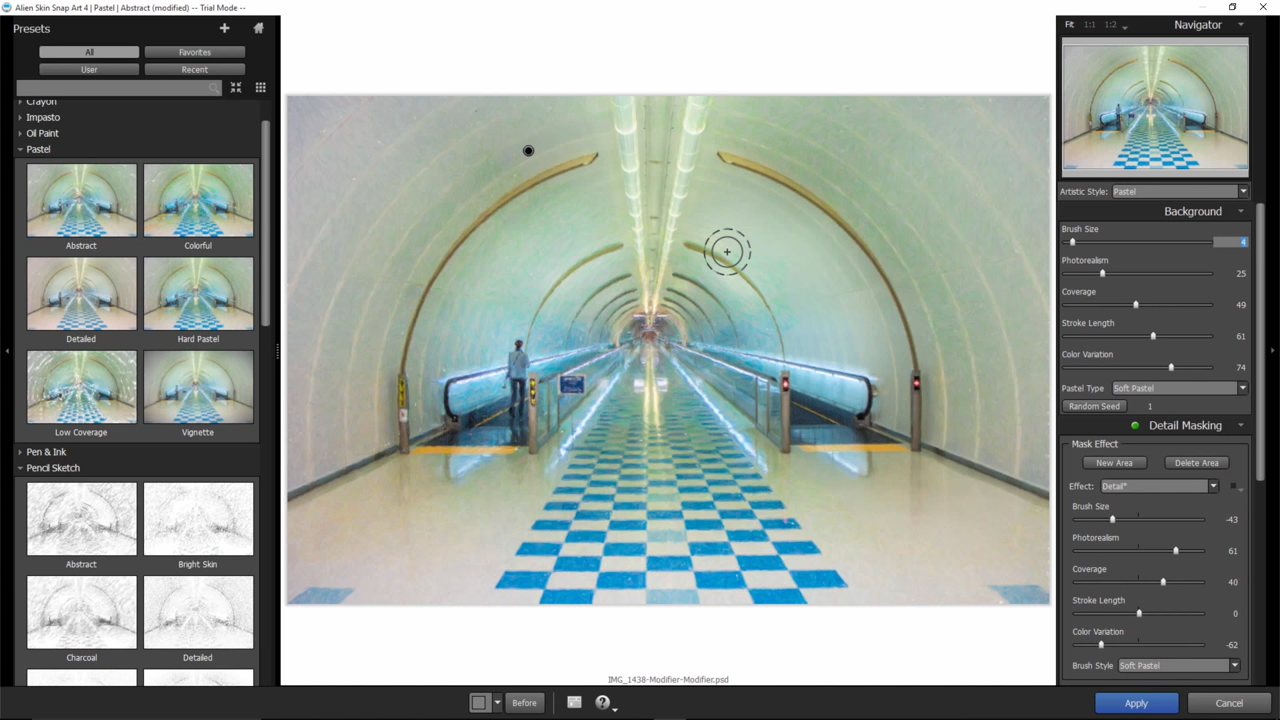 Alien Skin Snap Art 4 | Pastel | Abstract (modified) -- Trial Mode --
Presets
All
Favorites
User
Recent
Crayon
Impasto
Oil Paint
Pastel
Abstract
Colorful
Detailed
Hard Pastel
Low Coverage
Vignette
Pen & Ink
Pencil Sketch
Abstract
Bright Skin
Charcoal
Detailed
IMG_1438-Modifier-Modifier.psd
Before
Fit
1:1
1:2
Navigator
Artistic Style: Pastel
Background
Brush Size
4
Photorealism
25
Coverage
49
Stroke Length
61
Color Variation
74
Pastel Type Soft Pastel
Random Seed 1
Detail Masking
Mask Effect
New Area
Delete Area
Effect: Detail*
Brush Size
-43
Photorealism
61
Coverage
40
Stroke Length
0
Color Variation
-62
Brush Style Soft Pastel
Apply
Cancel